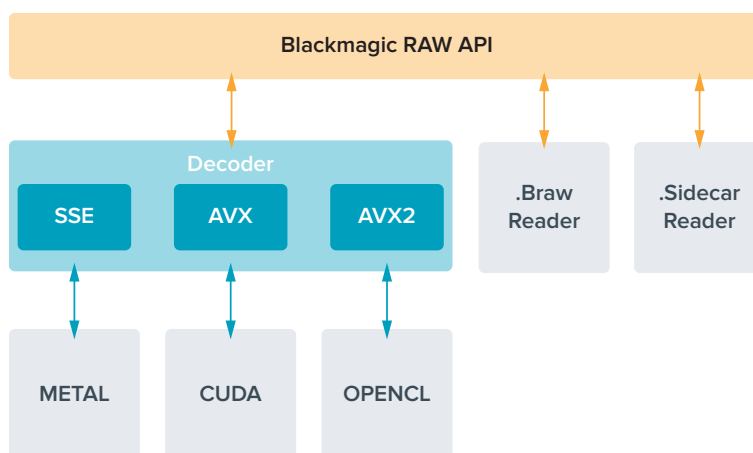 Blackmagic RAW API
Decoder
SSE
AVX
AVX2
.Braw
Reader
.Sidecar
Reader
METAL
CUDA
OPENCL